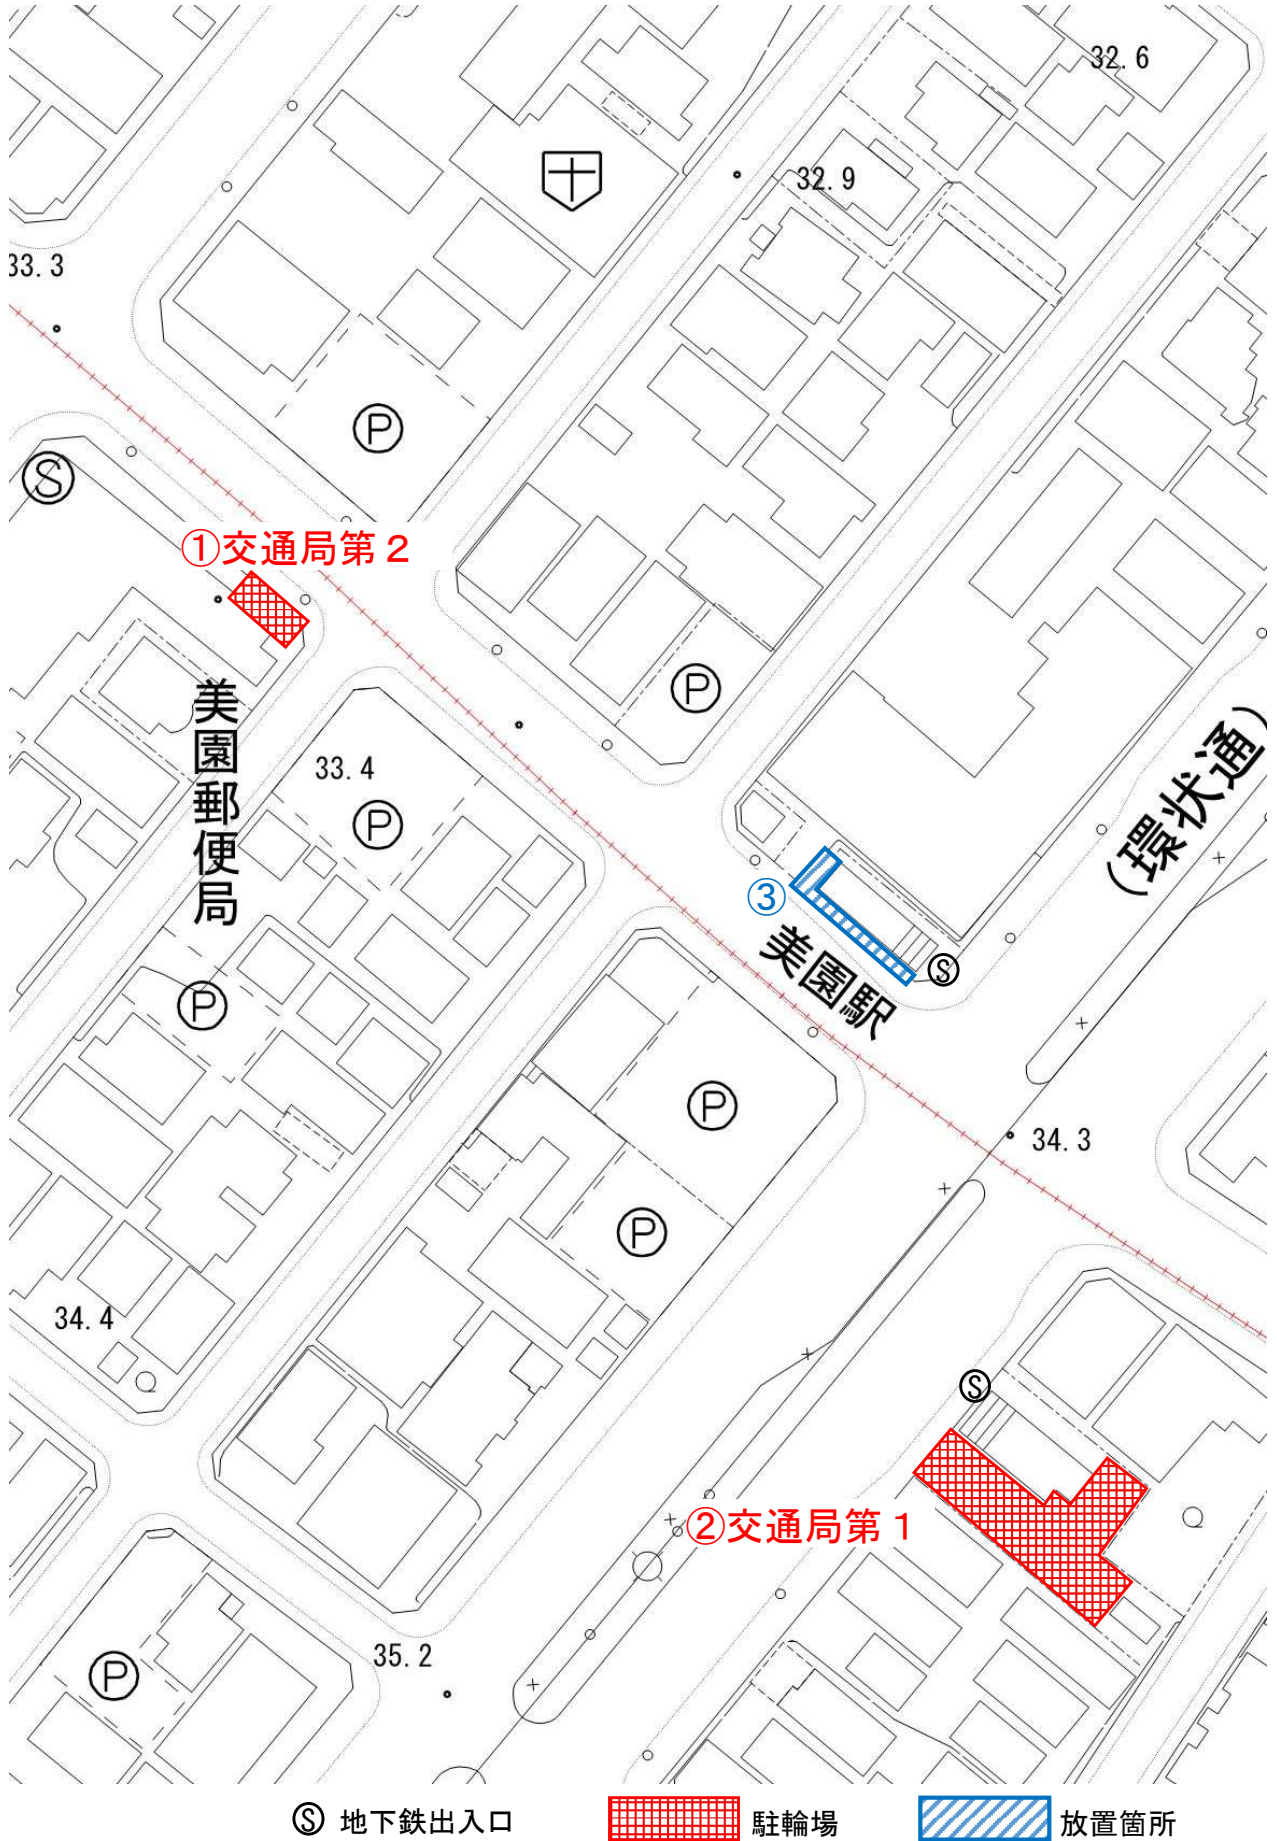 32.6
32.9
33.3
P
S
①交通局第２
P
美園郵便局
33.4
P
(環状通)
③
S
美園駅
P
P
34.3
P
34.4
S
②交通局第１
35.2
P
Ⓢ 地下鉄出入口
駐輪場
放置箇所